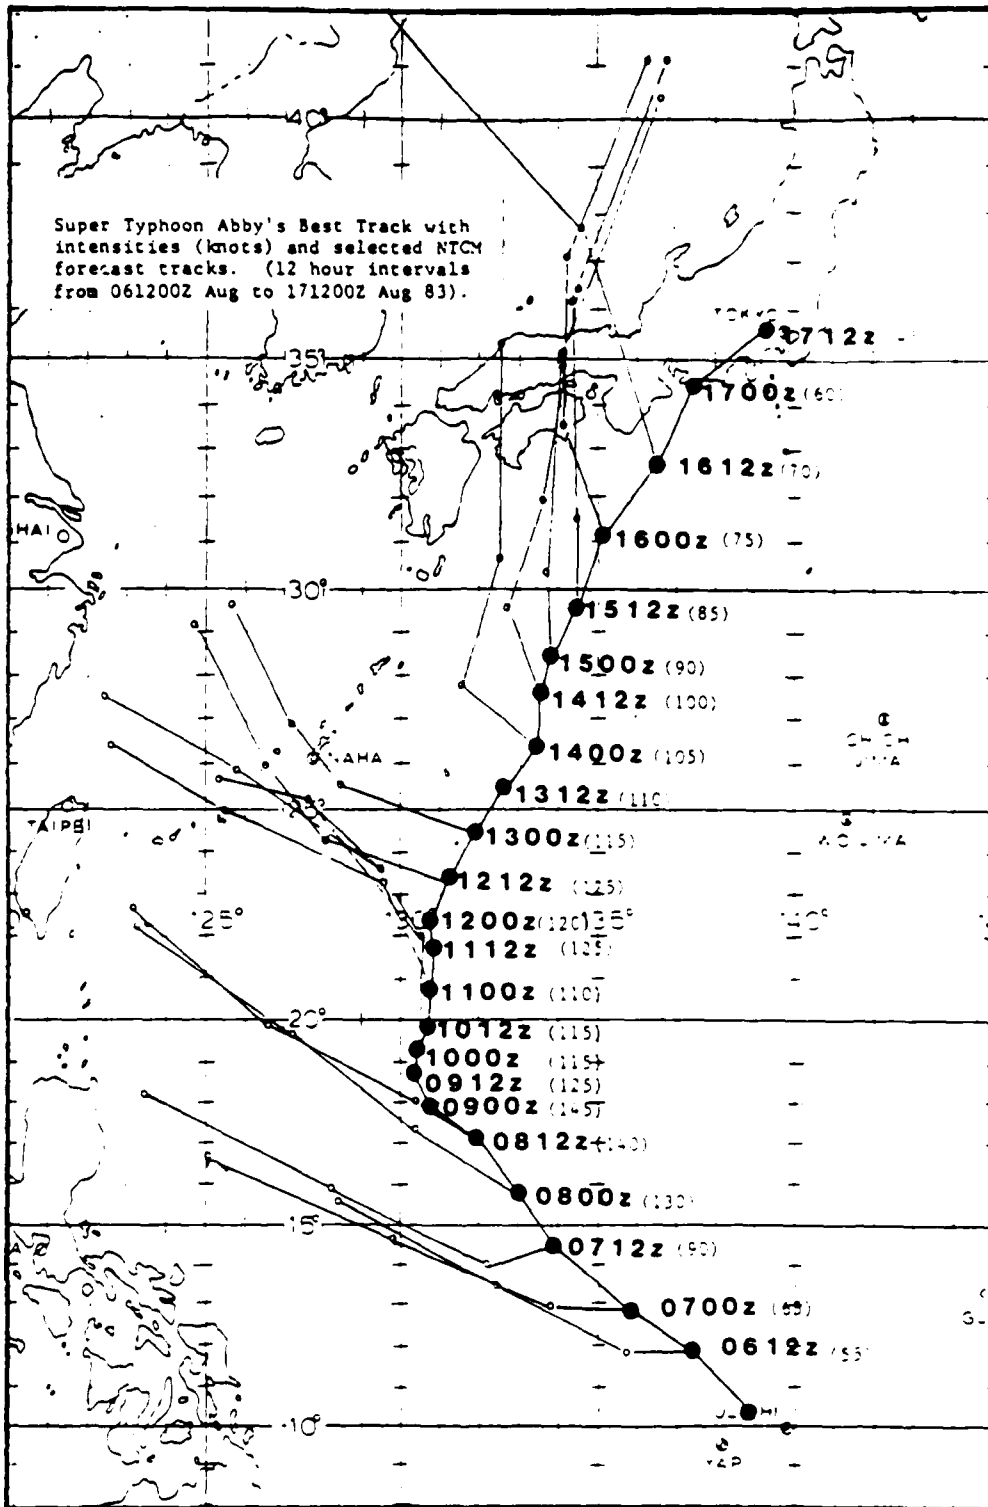 40
Super Typhoon Abby's Best Track with
intensities (knots) and selected NTCM
forecast tracks. (12 hour intervals
from 061200Z Aug to 171200Z Aug 83).
TOKYO
1712z
35°
1700z (60)
1612z (70)
HAI
1600z (75)
30°
1512z (85)
1500z (90)
1412z (100)
1400z (105)
NAHA
1312z (110)
TAIPEI
1300z (115)
1212z (125)
125°
1200z (120)
135°
140°
1112z (125)
1100z (110)
20°
1012z (115)
1000z (115)
0912z (125)
0900z (145)
0812z (140)
0800z (130)
15°
0712z (90)
0700z
0612z (55)
10°
YAP